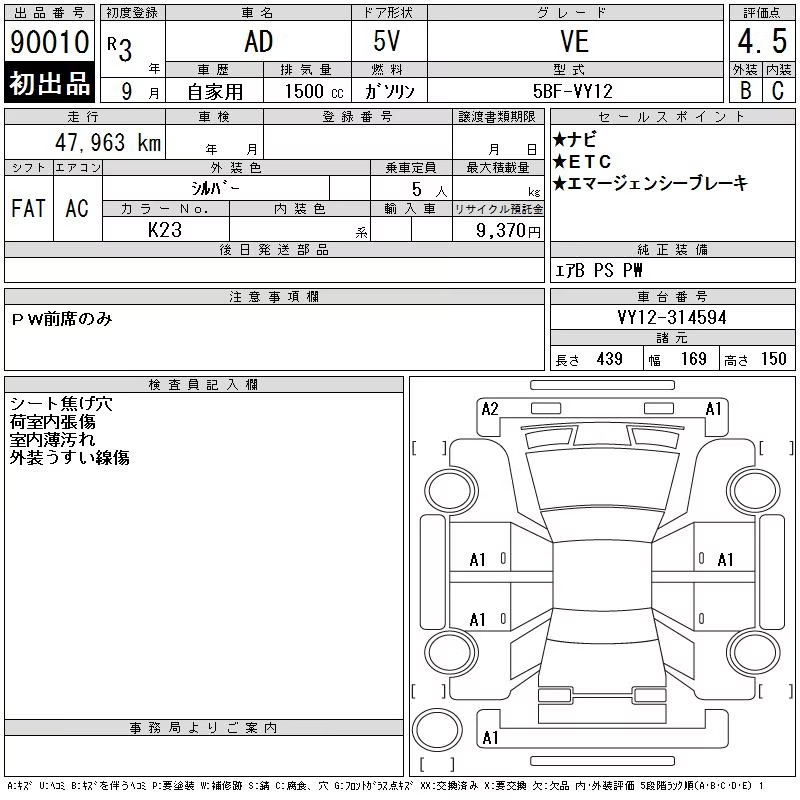 出品番号
90010
初出品
初度登録
R3年
9月
車名
AD
ドア形状
5V
グレード
VE
評価点
4.5
車歴
自家用
排気量
1500 cc
燃料
ｶﾞｿﾘﾝ
型式
5BF-VY12
外装 内装
B C
走行
47,963 km
車検
年 月
登録番号
譲渡書類期限
月 日
シフト
FAT
エアコン
AC
外装色
ｼﾙﾊﾞｰ
乗車定員
5 人
最大積載量
kg
カラーNo.
K23
内装色
系
輸入車
リサイクル預託金
9,370円
後日発送部品
セールスポイント
★ナビ
★ＥＴＣ
★エマージェンシーブレーキ
純正装備
ｴｱB PS PW
注意事項欄
ＰＷ前席のみ
車台番号
VY12-314594
諸元
長さ 439 幅 169 高さ 150
検査員記入欄
シート焦げ穴
荷室内張傷
室内薄汚れ
外装うすい線傷
事務局よりご案内
A2 A1
[ ] [ ]
A1 A1
A1
[ ] [ ]
A1
[ ]
A:ｷｽﾞ U:ﾍｺﾐ B:ｷｽﾞを伴うﾍｺﾐ P:要塗装 W:補修跡 S:錆 C:腐食、穴 G:ﾌﾛﾝﾄｶﾞﾗｽ点ｷｽﾞ XX:交換済み X:要交換 欠:欠品 内･外装評価 5段階ﾗﾝｸ順(A･B･C･D･E) 1